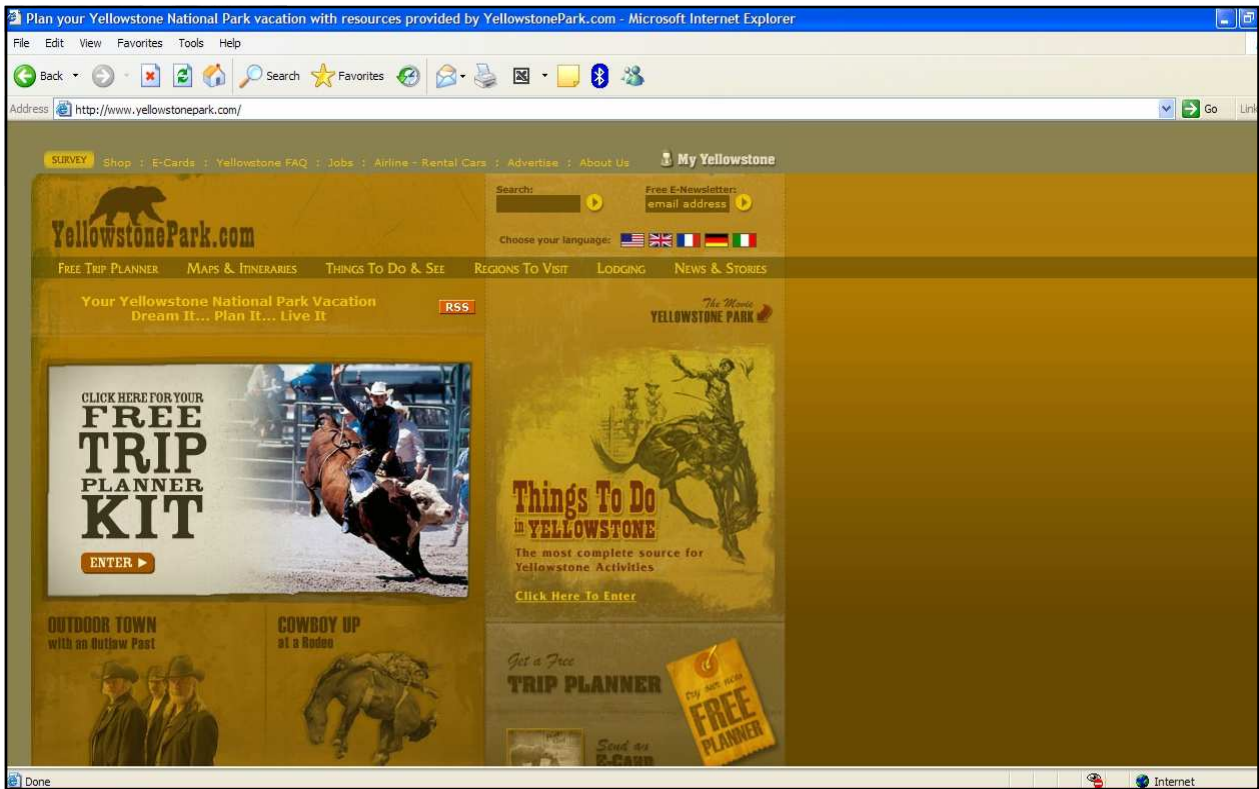 Plan your Yellowstone National Park vacation with resources provided by YellowstonePark.com - Microsoft Internet Explorer
File Edit View Favorites Tools Help
Back Search Favorites
Address http://www.yellowstonepark.com/ Go Link
SURVEY Shop : E-Cards : Yellowstone FAQ : Jobs : Airline - Rental Cars : Advertise : About Us My Yellowstone
Search: Free E-Newsletter:
email address
YellowstonePark.com
Choose your language:
FREE TRIP PLANNER MAPS & ITINERARIES THINGS TO DO & SEE REGIONS TO VISIT LODGING NEWS & STORIES
Your Yellowstone National Park Vacation
Dream It... Plan It... Live It
RSS
The Movie
YELLOWSTONE PARK
CLICK HERE FOR YOUR
FREE
TRIP
PLANNER
KIT
ENTER
Things To Do
in YELLOWSTONE
The most complete source for
Yellowstone Activities
Click Here To Enter
OUTDOOR TOWN
with an Outlaw Past
COWBOY UP
at a Rodeo
Get a Free
TRIP PLANNER
try our new
FREE
PLANNER
Send an
E-CARD
Done Internet